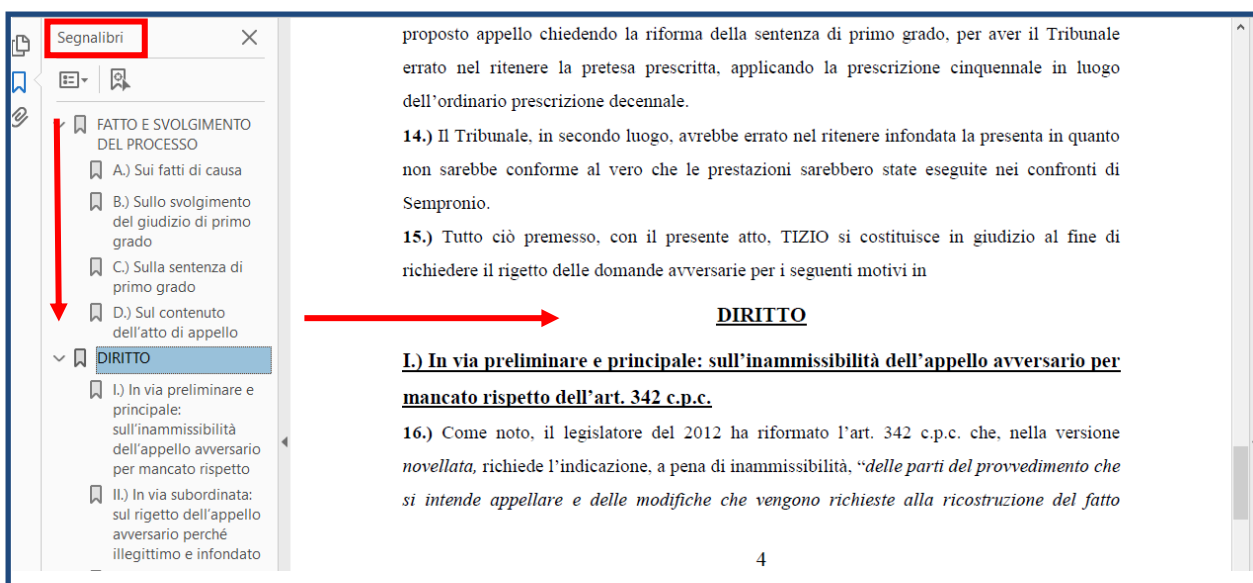 Segnalibri
FATTO E SVOLGIMENTO
DEL PROCESSO
A.) Sui fatti di causa
B.) Sullo svolgimento
del giudizio di primo
grado
C.) Sulla sentenza di
primo grado
D.) Sul contenuto
dell'atto di appello
DIRITTO
I.) In via preliminare e
principale:
sull'inammissibilità
dell'appello avversario
per mancato rispetto
II.) In via subordinata:
sul rigetto dell'appello
avversario perché
illegittimo e infondato
proposto appello chiedendo la riforma della sentenza di primo grado, per aver il Tribunale
errato nel ritenere la pretesa prescritta, applicando la prescrizione cinquennale in luogo
dell'ordinario prescrizione decennale.
14.) Il Tribunale, in secondo luogo, avrebbe errato nel ritenere infondata la presenta in quanto
non sarebbe conforme al vero che le prestazioni sarebbero state eseguite nei confronti di
Sempronio.
15.) Tutto ciò premesso, con il presente atto, TIZIO si costituisce in giudizio al fine di
richiedere il rigetto delle domande avversarie per i seguenti motivi in
DIRITTO
I.) In via preliminare e principale: sull'inammissibilità dell'appello avversario per
mancato rispetto dell'art. 342 c.p.c.
16.) Come noto, il legislatore del 2012 ha riformato l'art. 342 c.p.c. che, nella versione
novellata, richiede l'indicazione, a pena di inammissibilità, "delle parti del provvedimento che
si intende appellare e delle modifiche che vengono richieste alla ricostruzione del fatto
4